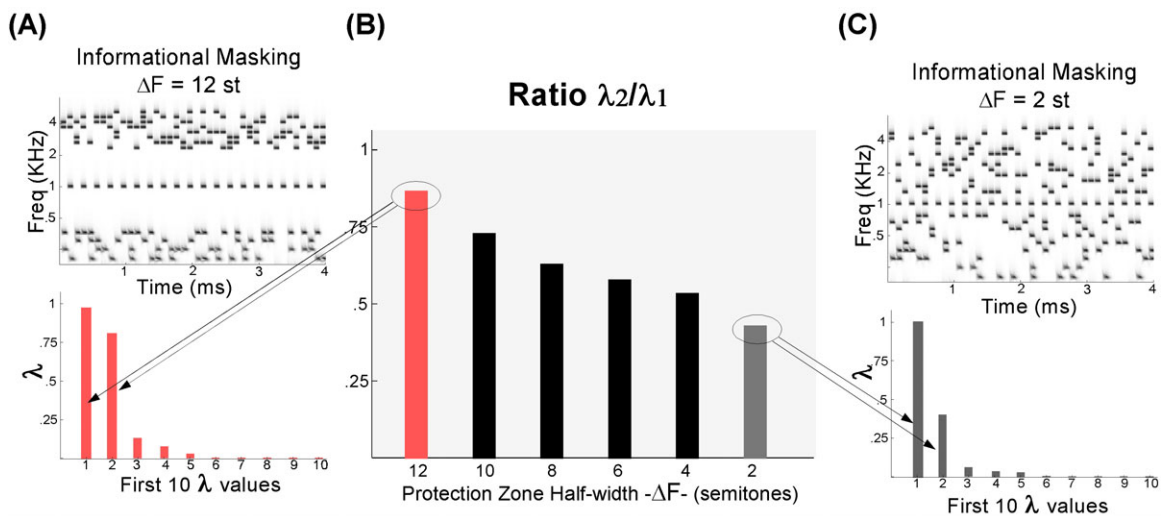 (A)
Informational Masking
ΔF = 12 st
Freq (KHz)
4
2
1
.5
1 2 3 4
Time (ms)
λ
1
.75
.5
.25
1 2 3 4 5 6 7 8 9 10
First 10 λ values
(B)
Ratio λ2/λ1
1
.75
.5
.25
12 10 8 6 4 2
Protection Zone Half-width -ΔF- (semitones)
(C)
Informational Masking
ΔF = 2 st
Freq (KHz)
4
2
1
.5
1 2 3 4
Time (ms)
λ
1
.75
.5
.25
1 2 3 4 5 6 7 8 9 10
First 10 λ values